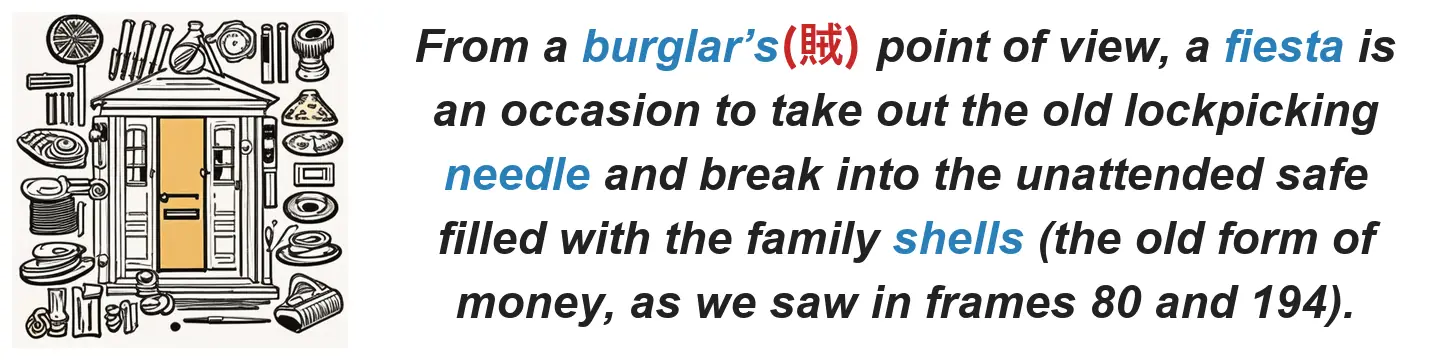 From a burglar’s(賊) point of view, a fiesta is
an occasion to take out the old lockpicking
needle and break into the unattended safe
filled with the family shells (the old form of
money, as we saw in frames 80 and 194).